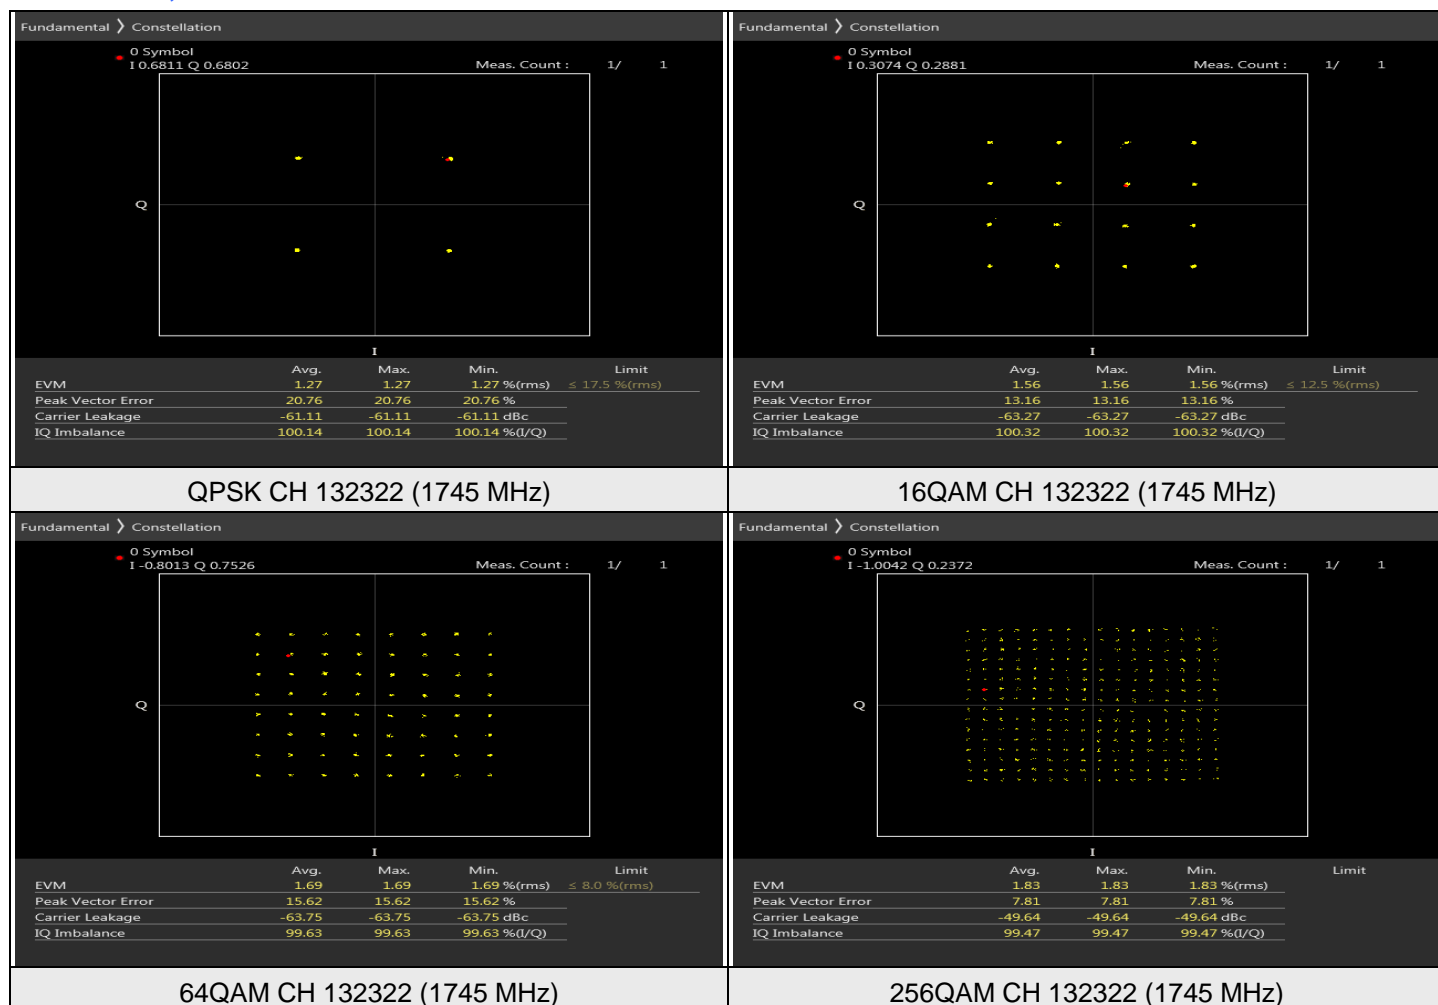 Fundamental ❯ Constellation
0 Symbol
I 0.6811 Q 0.6802
Meas. Count : 1/ 1
Q
I
Avg. Max. Min. Limit
EVM 1.27 1.27 1.27 %(rms) ≤ 17.5 %(rms)
Peak Vector Error 20.76 20.76 20.76 %
Carrier Leakage -61.11 -61.11 -61.11 dBc
IQ Imbalance 100.14 100.14 100.14 %(I/Q)
QPSK CH 132322 (1745 MHz)
Fundamental ❯ Constellation
0 Symbol
I 0.3074 Q 0.2881
Meas. Count : 1/ 1
Q
I
Avg. Max. Min. Limit
EVM 1.56 1.56 1.56 %(rms) ≤ 12.5 %(rms)
Peak Vector Error 13.16 13.16 13.16 %
Carrier Leakage -63.27 -63.27 -63.27 dBc
IQ Imbalance 100.32 100.32 100.32 %(I/Q)
16QAM CH 132322 (1745 MHz)
Fundamental ❯ Constellation
0 Symbol
I -0.8013 Q 0.7526
Meas. Count : 1/ 1
Q
I
Avg. Max. Min. Limit
EVM 1.69 1.69 1.69 %(rms) ≤ 8.0 %(rms)
Peak Vector Error 15.62 15.62 15.62 %
Carrier Leakage -63.75 -63.75 -63.75 dBc
IQ Imbalance 99.63 99.63 99.63 %(I/Q)
64QAM CH 132322 (1745 MHz)
Fundamental ❯ Constellation
0 Symbol
I -1.0042 Q 0.2372
Meas. Count : 1/ 1
Q
I
Avg. Max. Min. Limit
EVM 1.83 1.83 1.83 %(rms)
Peak Vector Error 7.81 7.81 7.81 %
Carrier Leakage -49.64 -49.64 -49.64 dBc
IQ Imbalance 99.47 99.47 99.47 %(I/Q)
256QAM CH 132322 (1745 MHz)